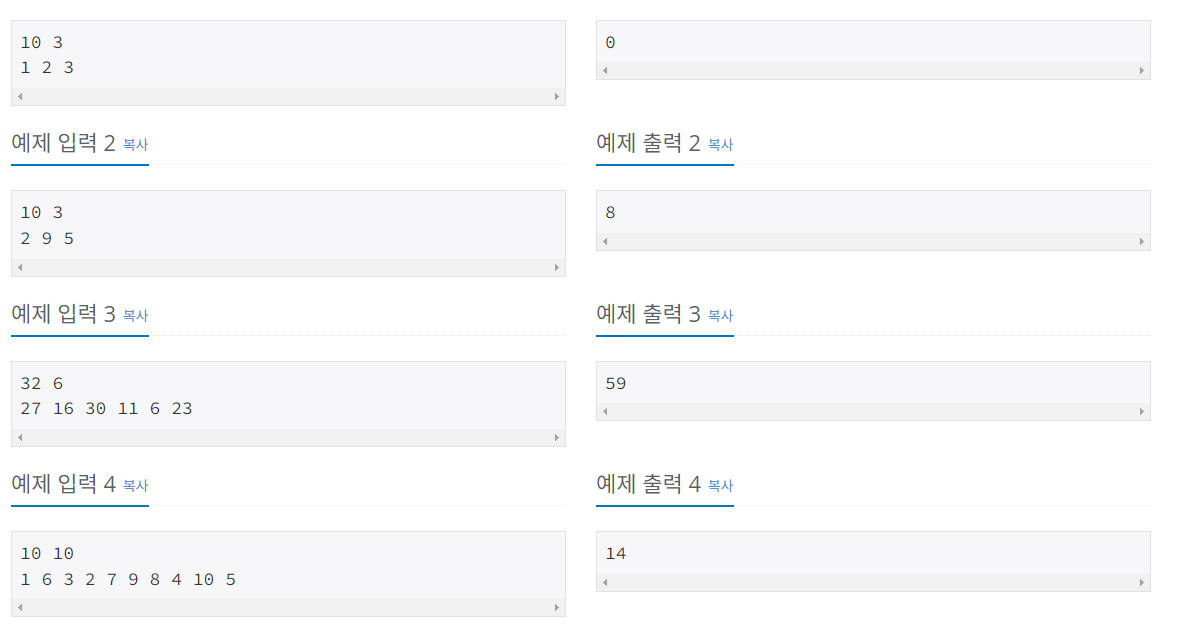 10 3
1 2 3
0
예제 입력 2 복사
예제 출력 2 복사
10 3
2 9 5
8
예제 입력 3 복사
예제 출력 3 복사
32 6
27 16 30 11 6 23
59
예제 입력 4 복사
예제 출력 4 복사
10 10
1 6 3 2 7 9 8 4 10 5
14